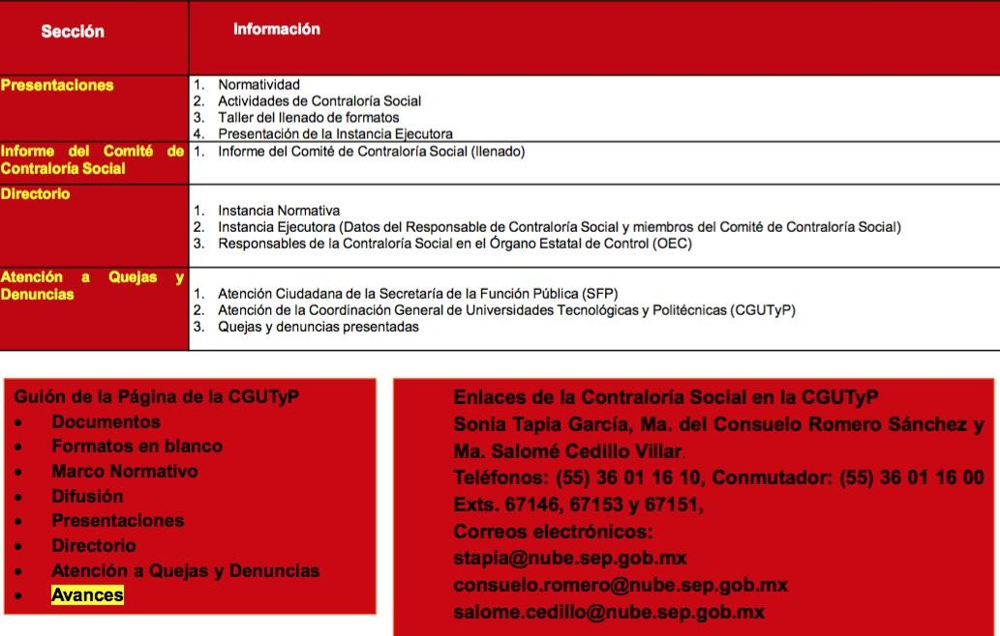 Sección Información
Presentaciones
1. Normatividad
2. Actividades de Contraloría Social
3. Taller del llenado de formatos
4. Presentación de la Instancia Ejecutora
Informe del Comité de
Contraloría Social
1. Informe del Comité de Contraloría Social (llenado)
Directorio
1. Instancia Normativa
2. Instancia Ejecutora (Datos del Responsable de Contraloría Social y miembros del Comité de Contraloría Social)
3. Responsables de la Contraloría Social en el Órgano Estatal de Control (OEC)
Atención a Quejas y
Denuncias
1. Atención Ciudadana de la Secretaría de la Función Pública (SFP)
2. Atención de la Coordinación General de Universidades Tecnológicas y Politécnicas (CGUTyP)
3. Quejas y denuncias presentadas
Guión de la Página de la CGUTyP
• Documentos
• Formatos en blanco
• Marco Normativo
• Difusión
• Presentaciones
• Directorio
• Atención a Quejas y Denuncias
• Avances
Enlaces de la Contraloría Social en la CGUTyP
Sonia Tapia García, Ma. del Consuelo Romero Sánchez y
Ma. Salomé Cedillo Villar.
Teléfonos: (55) 36 01 16 10, Conmutador: (55) 36 01 16 00
Exts. 67146, 67153 y 67151,
Correos electrónicos:
stapia@nube.sep.gob.mx
consuelo.romero@nube.sep.gob.mx
salome.cedillo@nube.sep.gob.mx